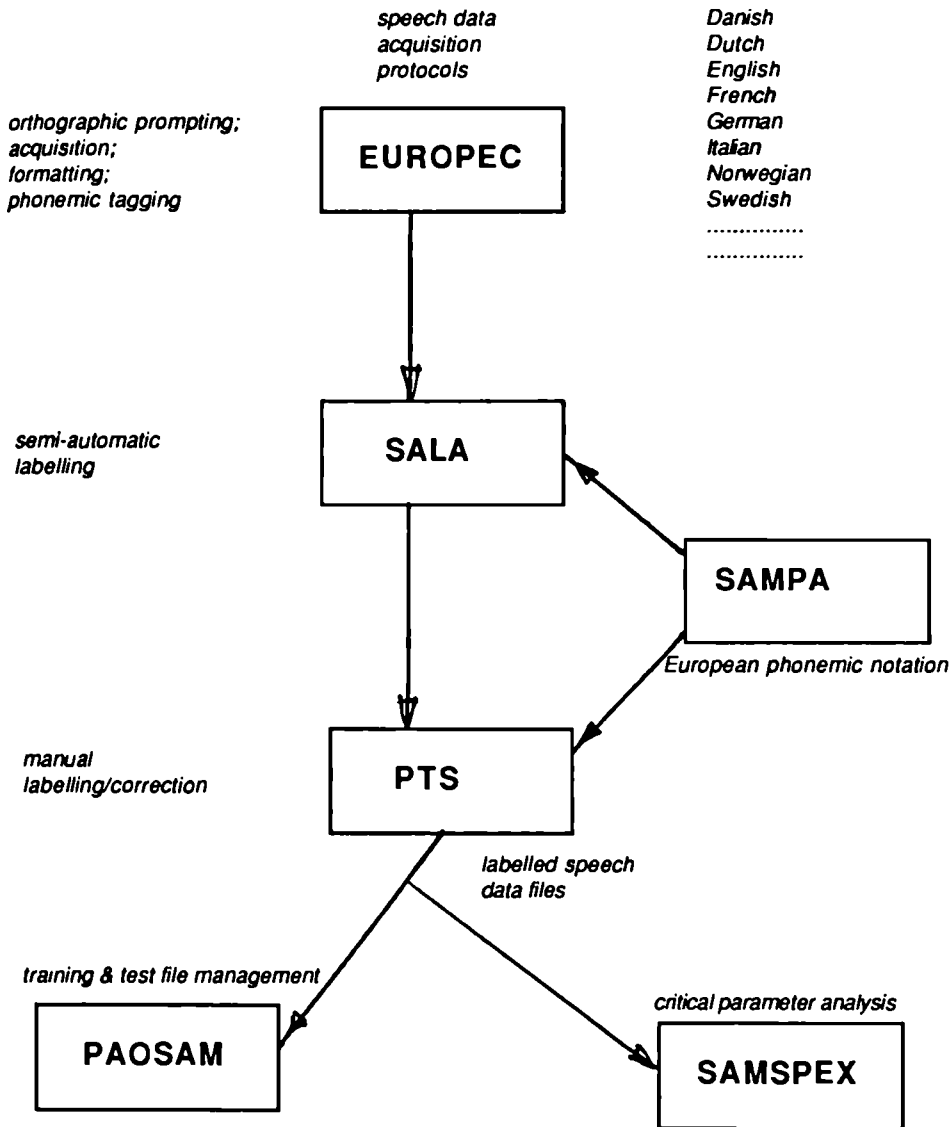 speech data
acquisition
protocols
Danish
Dutch
English
French
German
Italian
Norwegian
Swedish
...............
...............
orthographic prompting;
acquisition;
formatting;
phonemic tagging
EUROPEC
semi-automatic
labelling
SALA
SAMPA
European phonemic notation
manual
labelling/correction
PTS
labelled speech
data files
training & test file management
PAOSAM
critical parameter analysis
SAMSPEX